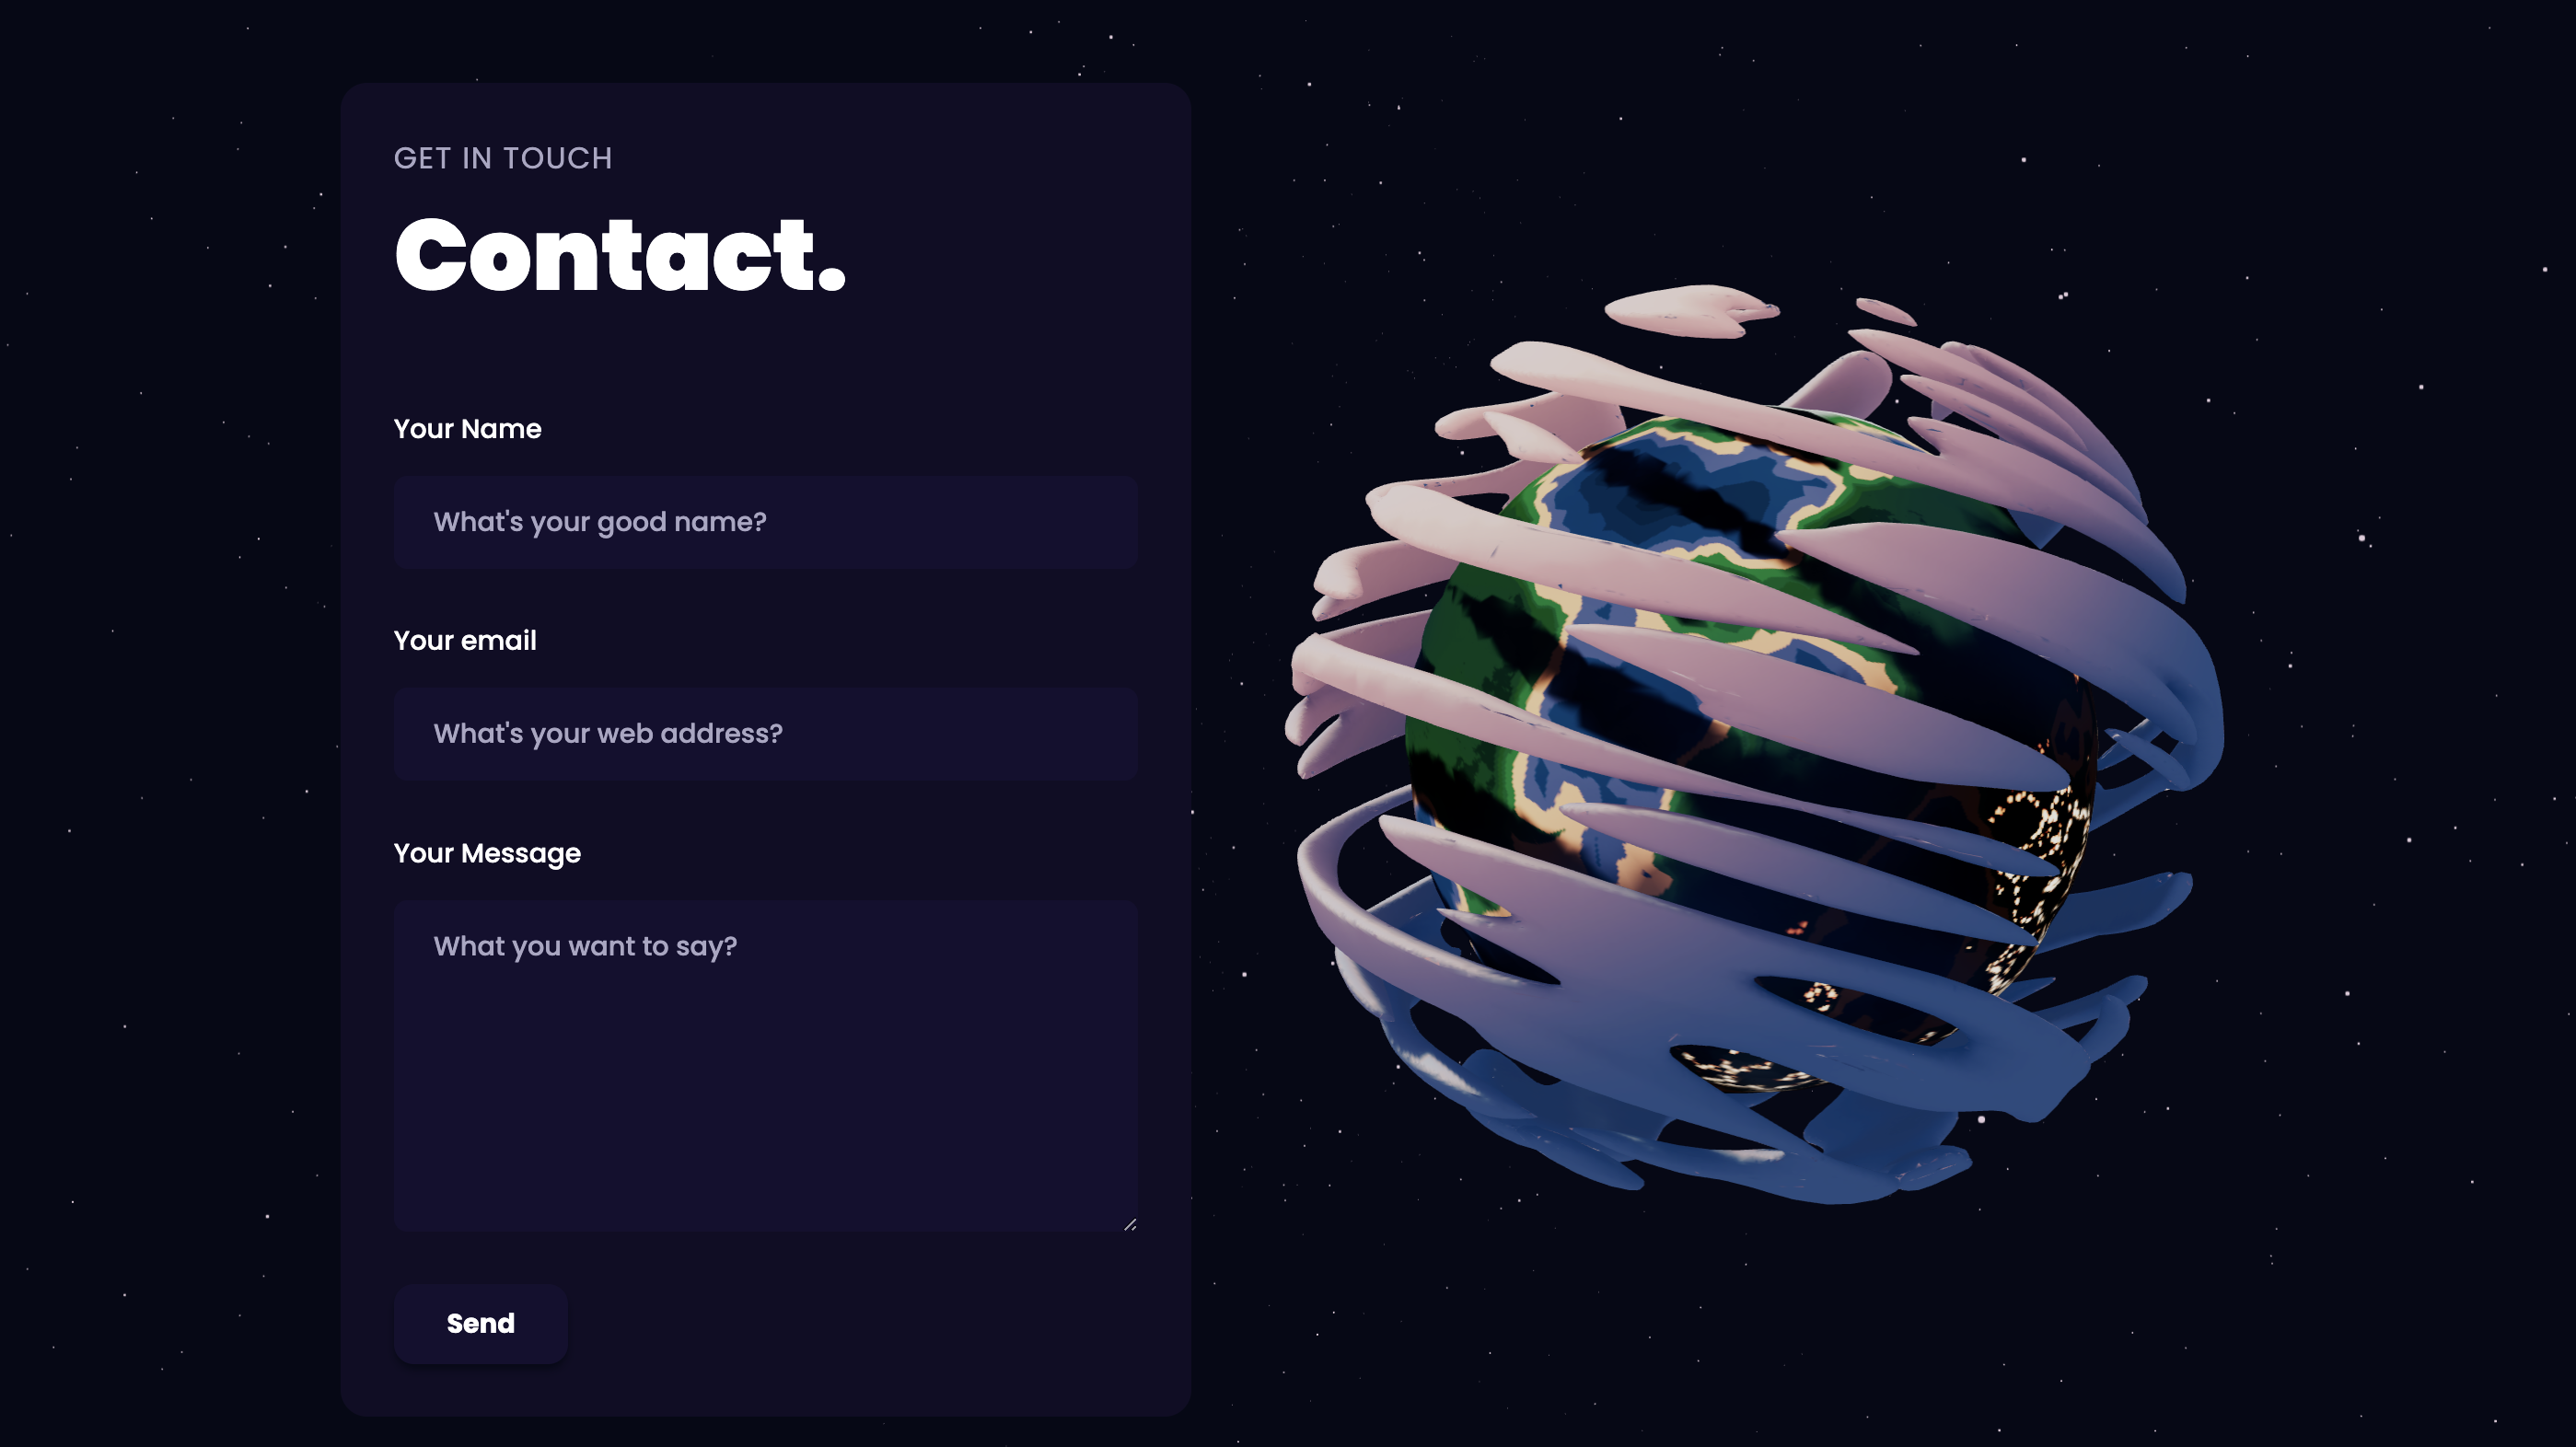 GET IN TOUCH
Contact.
Your Name
What's your good name?
Your email
What's your web address?
Your Message
What you want to say?
Send